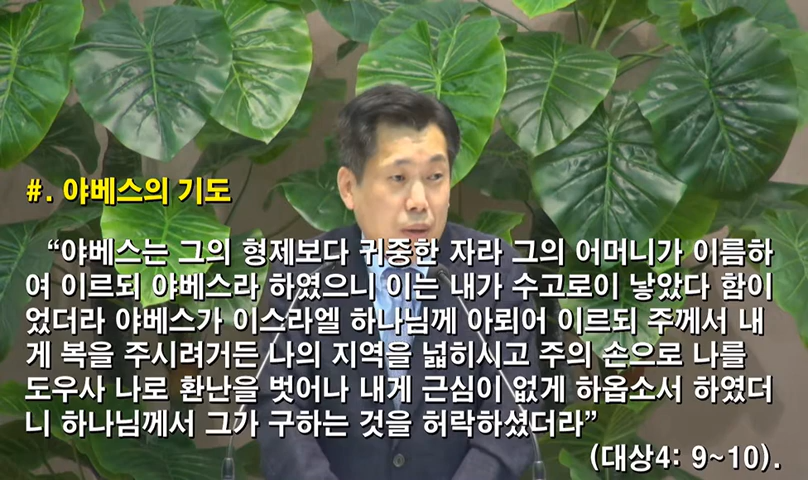 #. 야베스의 기도
“야베스는 그의 형제보다 귀중한 자라 그의 어머니가 이름하
여 이르되 야베스라 하였으니 이는 내가 수고로이 낳았다 함이
었더라 야베스가 이스라엘 하나님께 아뢰어 이르되 주께서 내
게 복을 주시려거든 나의 지역을 넓히시고 주의 손으로 나를
도우사 나로 환난을 벗어나 내게 근심이 없게 하옵소서 하였더
니 하나님께서 그가 구하는 것을 허락하셨더라”
(대상4: 9~10).